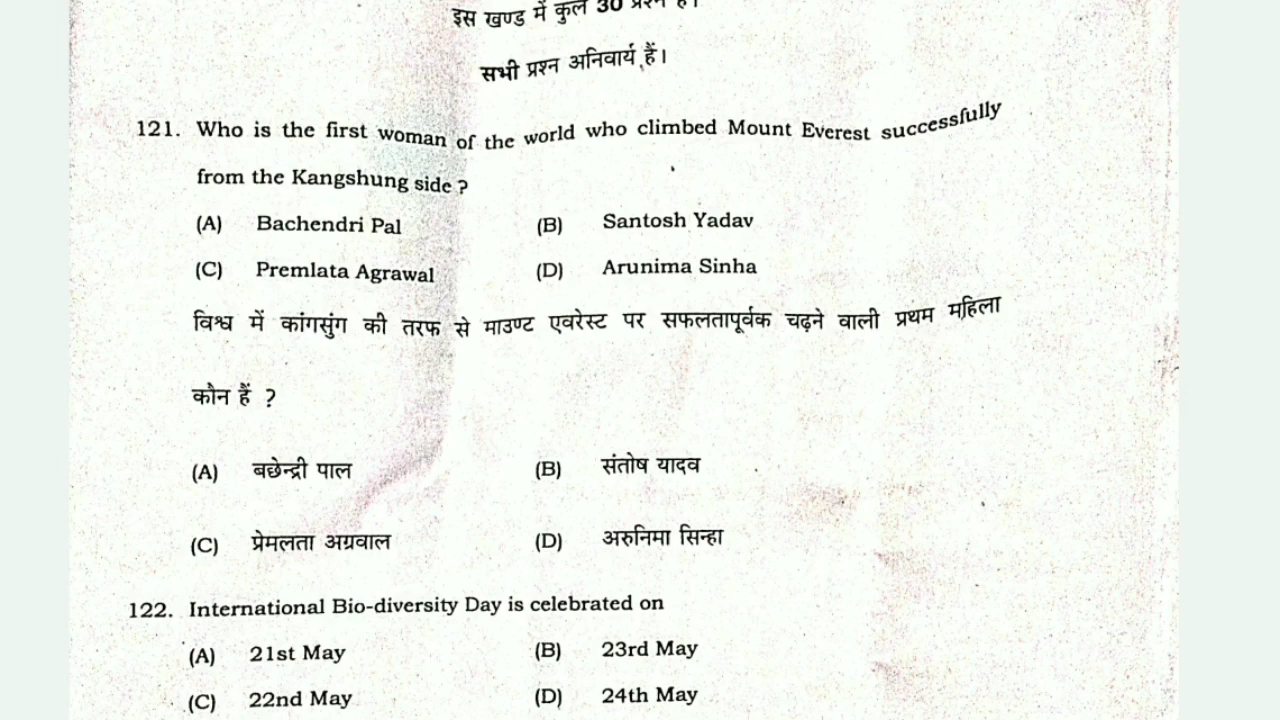 इस खण्ड में कुल 30 प्रश्न हैं।
सभी प्रश्न अनिवार्य हैं।
121. Who is the first woman of the world who climbed Mount Everest successfully
from the Kangshung side ?
(A) Bachendri Pal (B) Santosh Yadav
(C) Premlata Agrawal (D) Arunima Sinha
विश्व में कांगसुंग की तरफ से माउण्ट एवरेस्ट पर सफलतापूर्वक चढ़ने वाली प्रथम महिला
कौन हैं ?
(A) बछेन्द्री पाल (B) संतोष यादव
(C) प्रेमलता अग्रवाल (D) अरुनिमा सिन्हा
122. International Bio-diversity Day is celebrated on
(A) 21st May (B) 23rd May
(C) 22nd May (D) 24th May